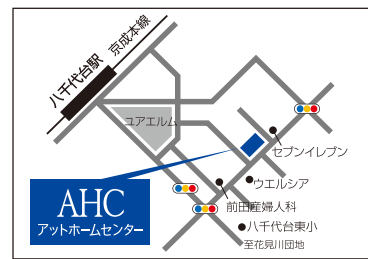 京成本線
八千代台駅
ユアエルム
セブンイレブン
ウエルシア
前田産婦人科
八千代台東小
至花見川団地
AHC
アットホームセンター